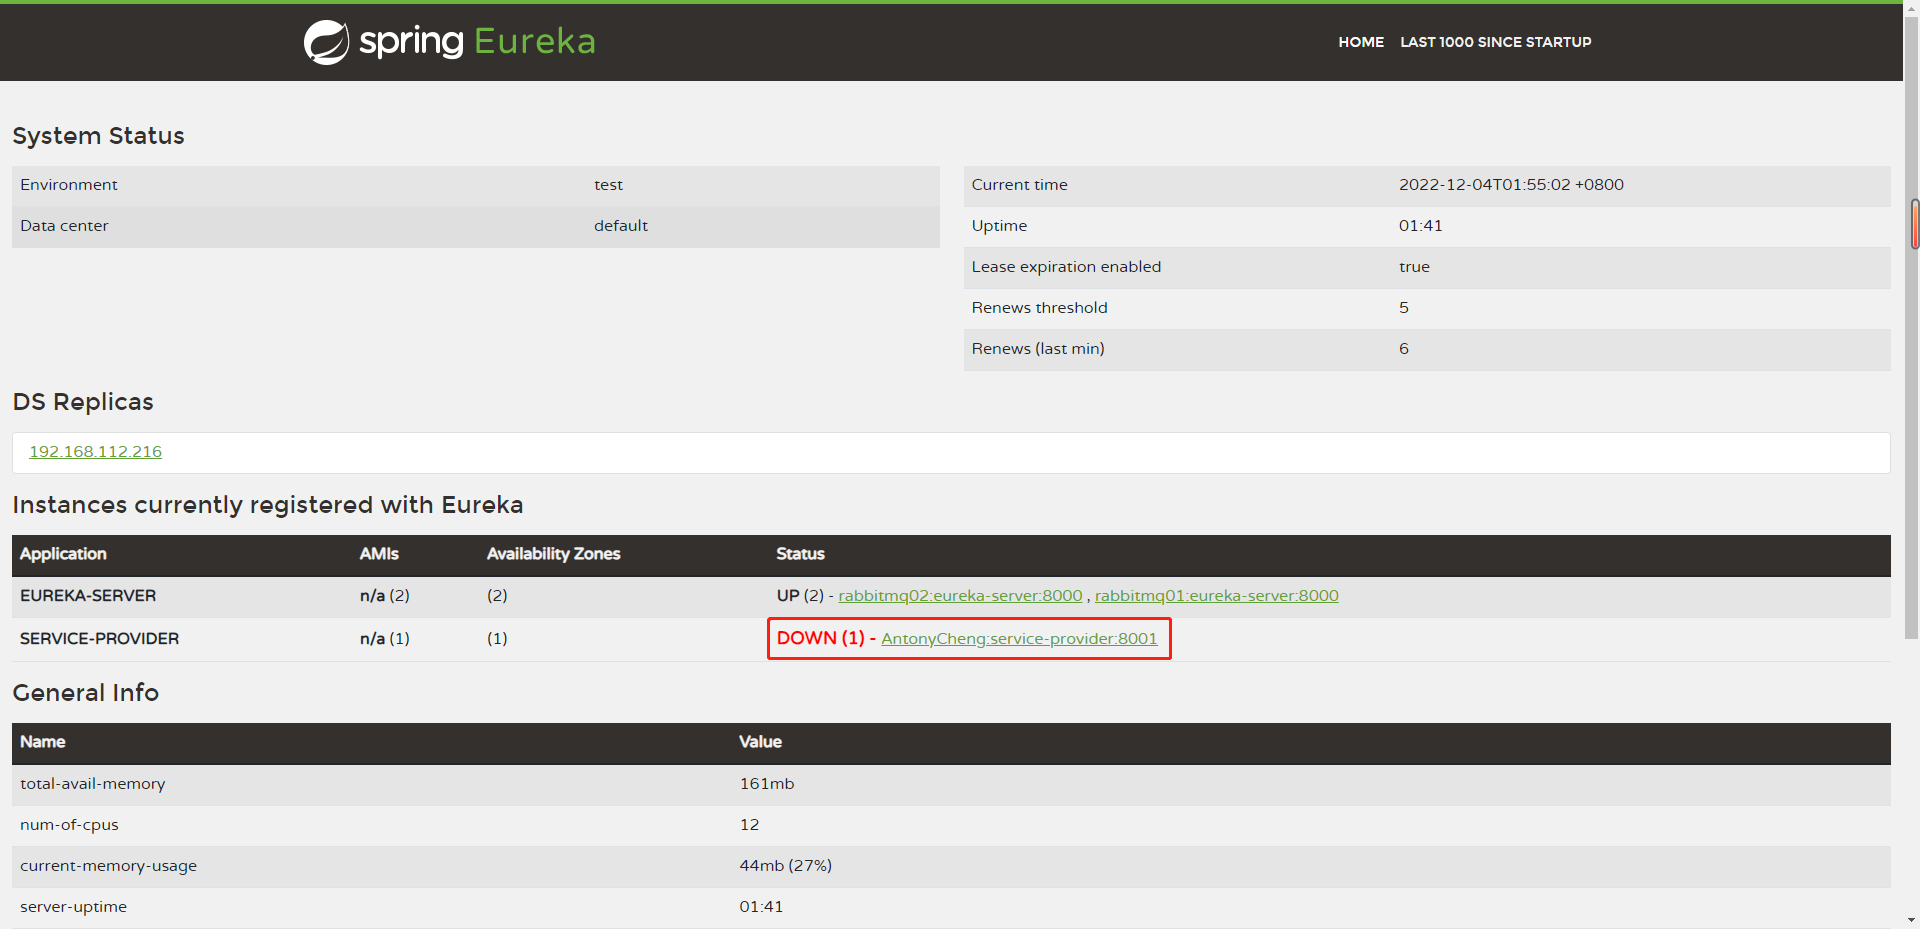 spring Eureka
HOME LAST 1000 SINCE STARTUP
System Status
Environment test
Data center default
Current time 2022-12-04T01:55:02 +0800
Uptime 01:41
Lease expiration enabled true
Renews threshold 5
Renews (last min) 6
DS Replicas
192.168.112.216
Instances currently registered with Eureka
Application AMIs Availability Zones Status
EUREKA-SERVER n/a (2) (2) UP (2) - rabbitmq02:eureka-server:8000 , rabbitmq01:eureka-server:8000
SERVICE-PROVIDER n/a (1) (1) DOWN (1) - AntonyCheng:service-provider:8001
General Info
Name Value
total-avail-memory 161mb
num-of-cpus 12
current-memory-usage 44mb (27%)
server-uptime 01:41